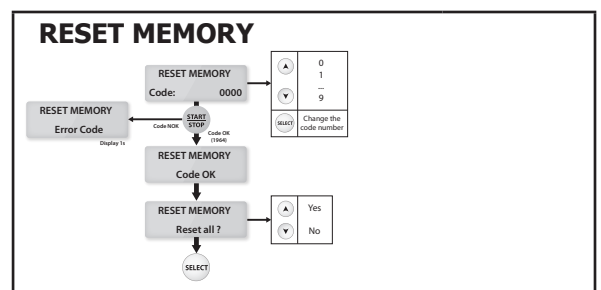 RESET MEMORY
RESET MEMORY
Code: 0000
0
1
...
9
SELECT
Change the
code number
START
STOP
RESET MEMORY
Error Code
Display 1s
Code NOK
Code OK
(1964)
RESET MEMORY
Code OK
RESET MEMORY
Reset all ?
Yes
No
SELECT